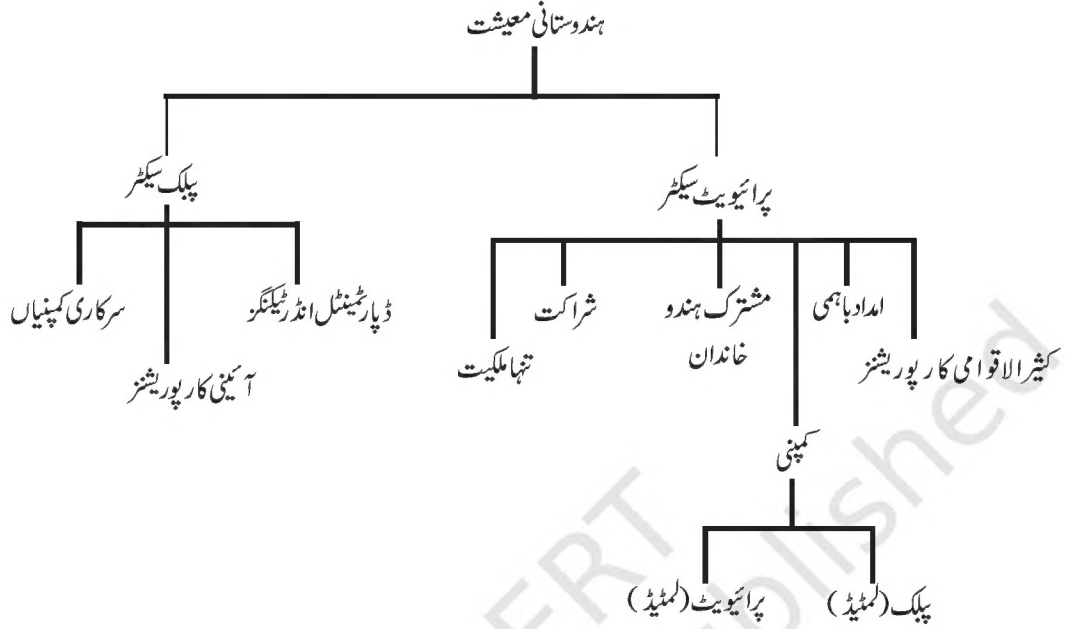 ہندوستانی معیشت
پرائیویٹ سیکٹر
پبلک سیکٹر
کثیر الاقوامی کارپوریشنز
امداد باہمی
کمپنی
مشترک ہندو
خاندان
شراکت
تنہا ملکیت
پبلک (لمٹیڈ)
پرائیویٹ (لمٹیڈ)
ڈپارٹمینٹل انڈرٹیکنگز
آئینی کارپوریشنز
سرکاری کمپنیاں